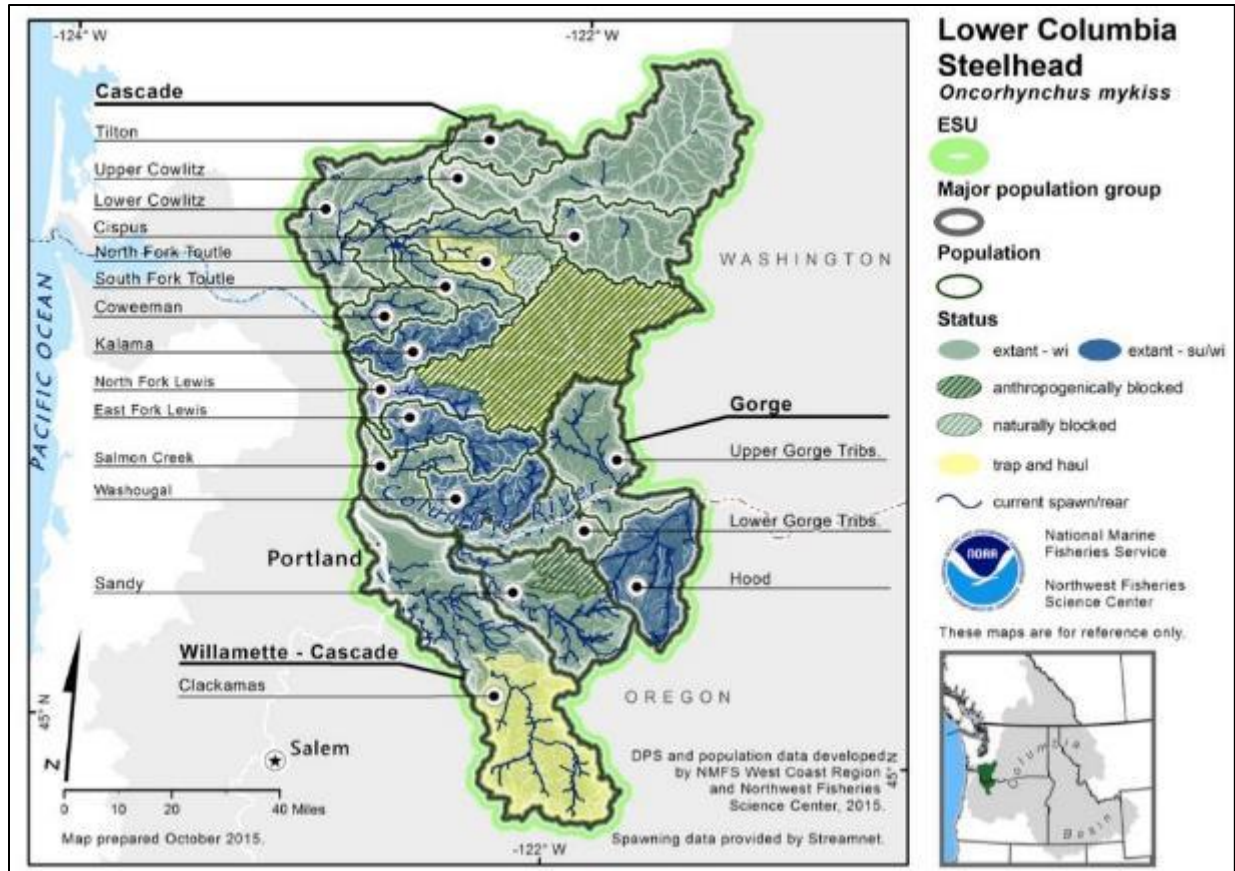 -124° W
-122° W
Cascade
Tilton
Upper Cowlitz
Lower Cowlitz
Cispus
North Fork Toutle
South Fork Toutle
Coweeman
Kalama
North Fork Lewis
East Fork Lewis
Salmon Creek
Washougal
Portland
Sandy
Willamette - Cascade
Clackamas
PACIFIC OCEAN
WASHINGTON
Gorge
Upper Gorge Tribs.
Columbia River
Lower Gorge Tribs.
Hood
OREGON
45° N
Salem
N
0 10 20 40 Miles
Map prepared October 2015.
DPS and population data developed
by NMFS West Coast Region
and Northwest Fisheries
Science Center, 2015.
45° N
Spawning data provided by Streamnet.
-122° W
Lower Columbia
Steelhead
Oncorhynchus mykiss
ESU
Major population group
Population
Status
extant - wi
extant - su/wi
anthropogenically blocked
naturally blocked
trap and haul
current spawn/rear
NOAA
National Marine
Fisheries Service
Northwest Fisheries
Science Center
These maps are for reference only.
Columbia
Basin